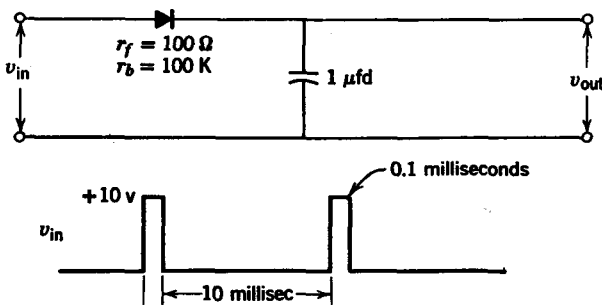 r_f = 100 Ω
r_b = 100 K
v_in
1 μfd
v_out
0.1 milliseconds
+10 v
v_in
10 millisec